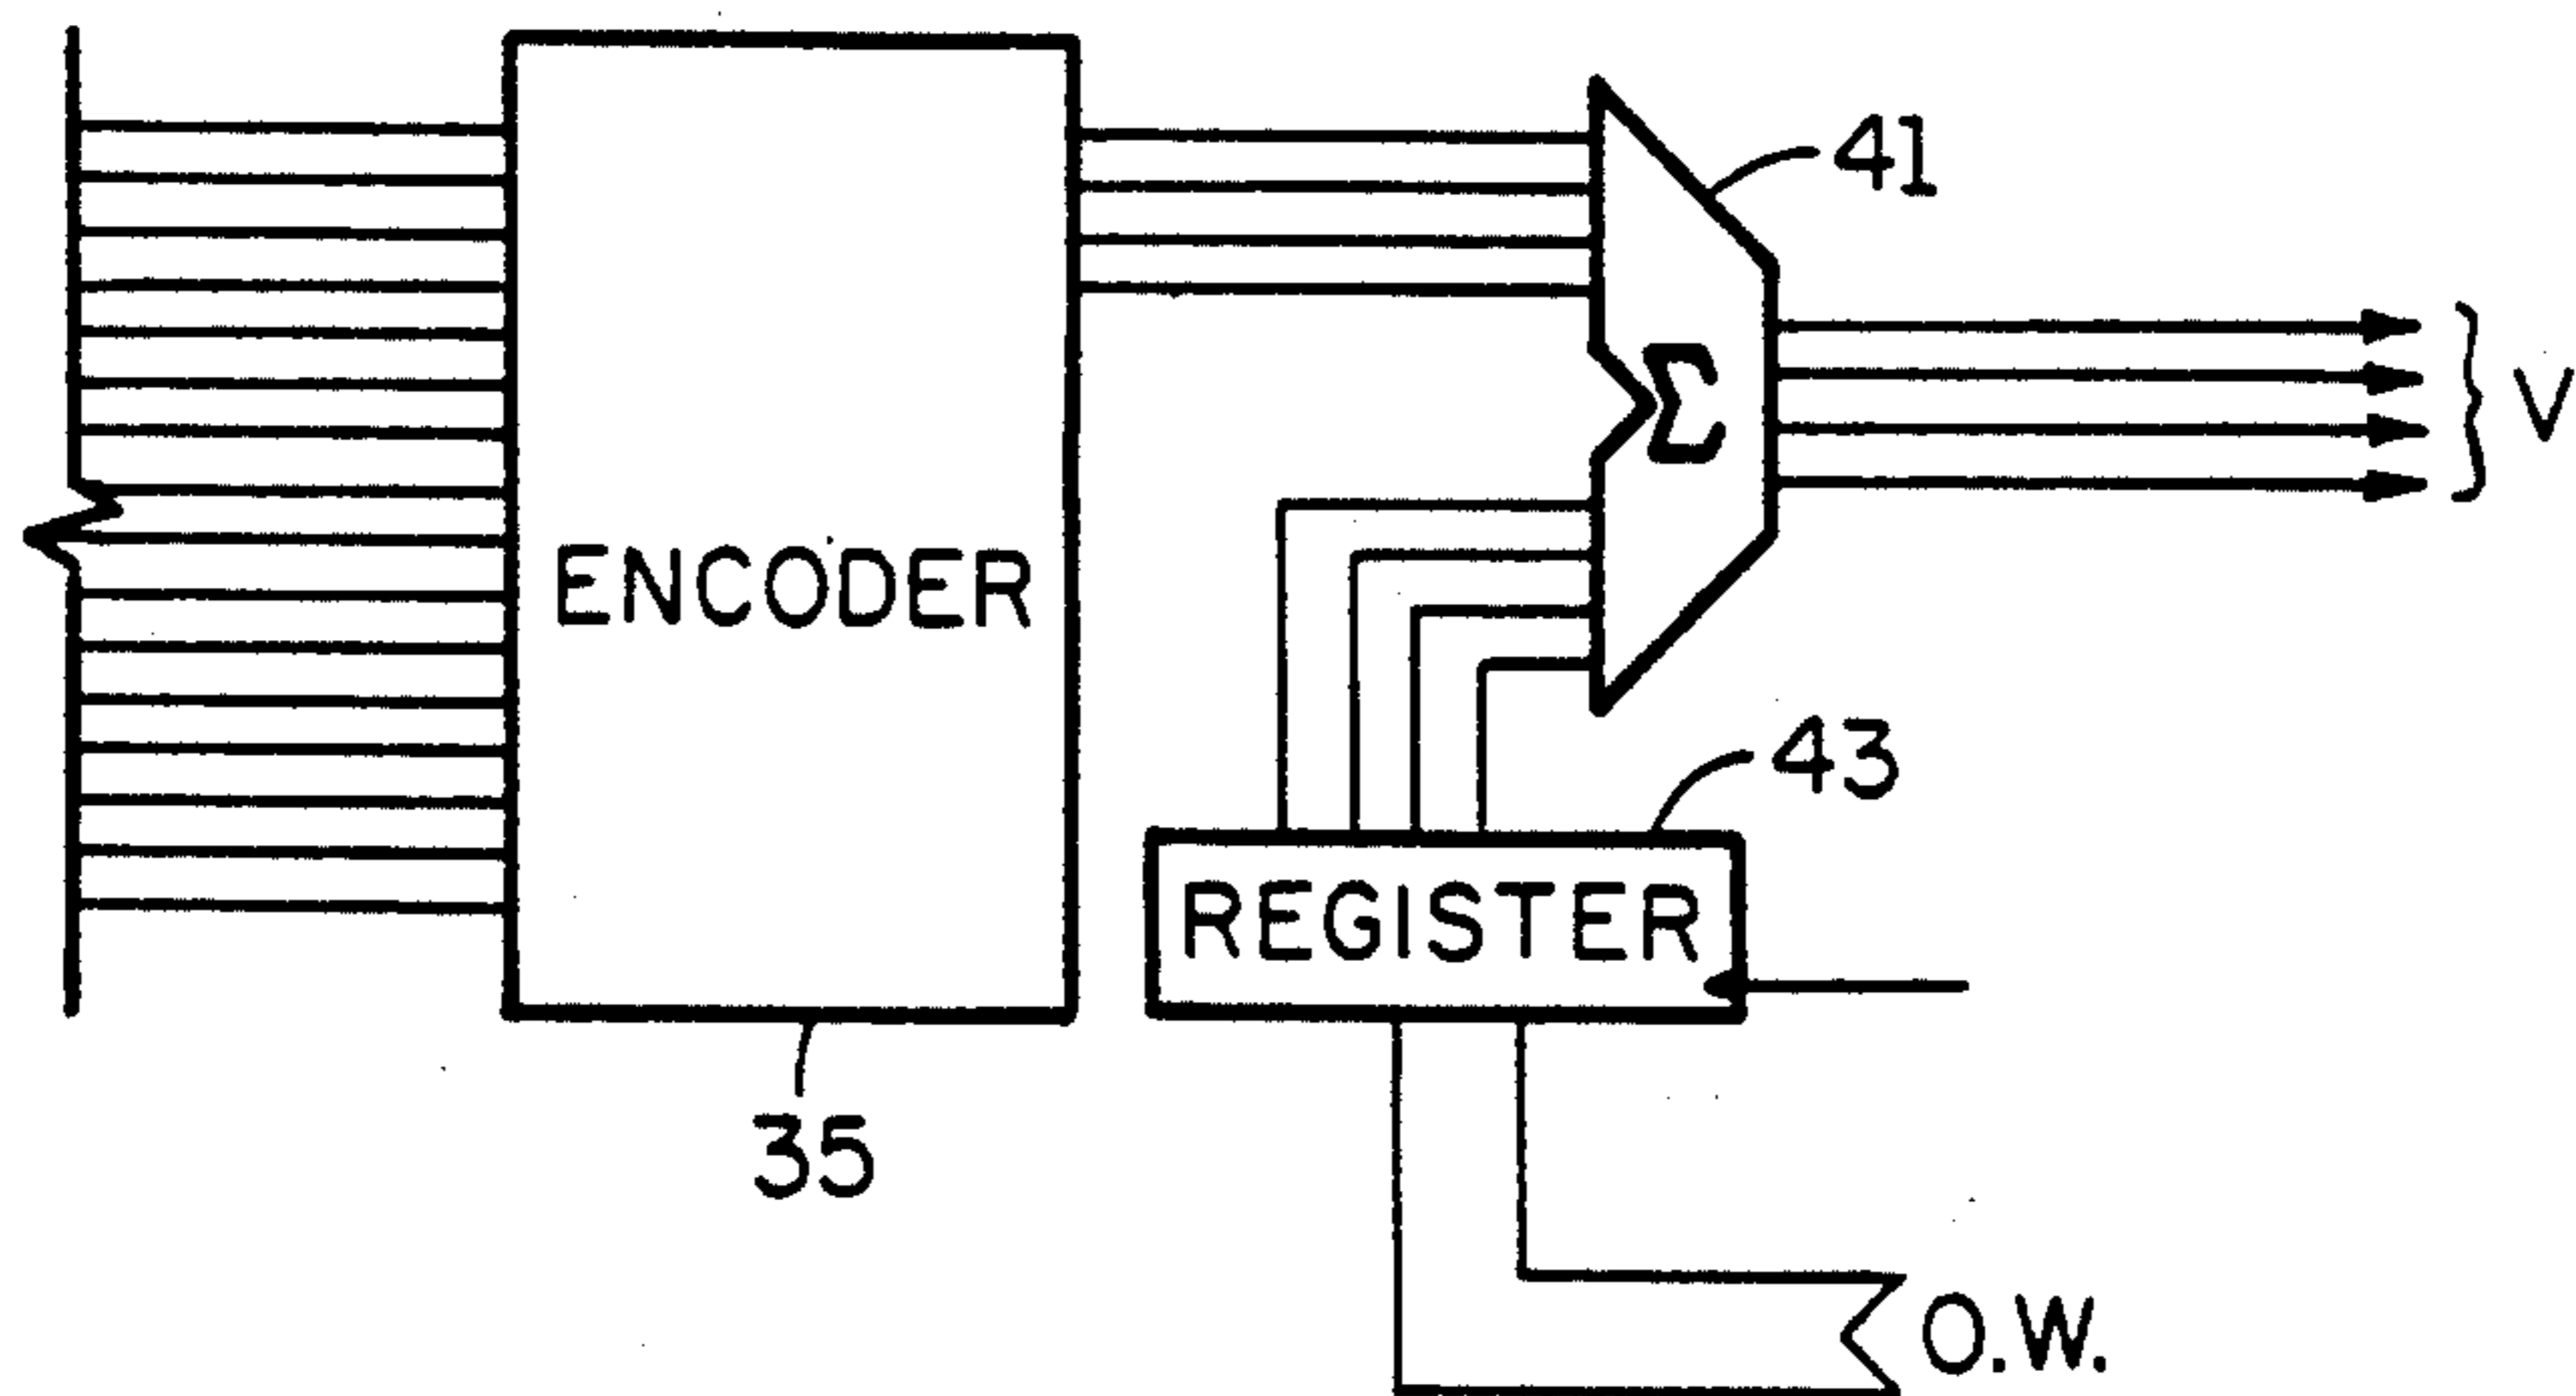 41
Σ
V
ENCODER
43
REGISTER
35
O.W.